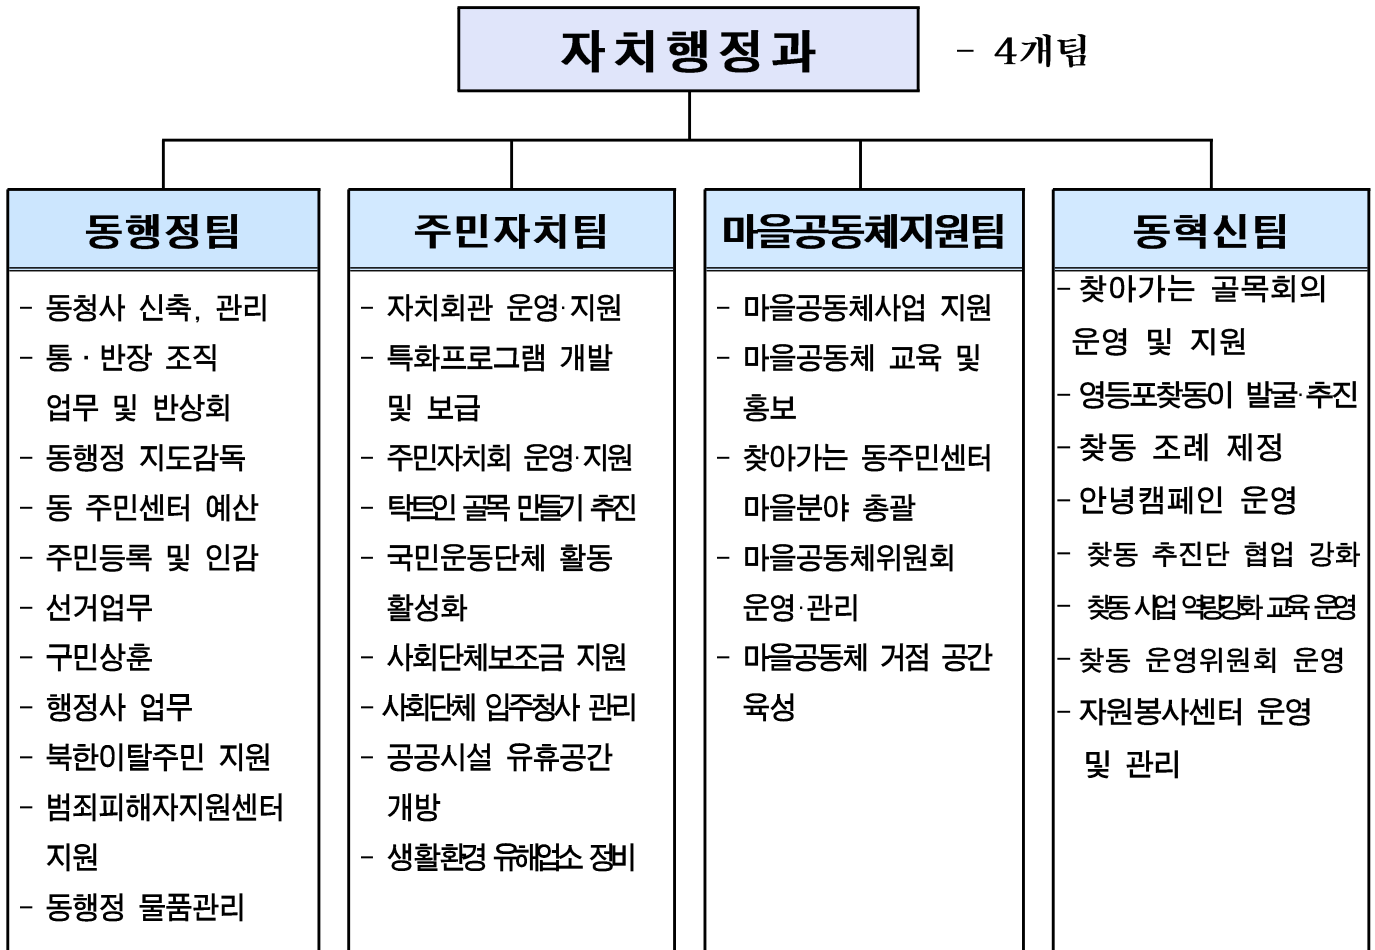 자치행정과 - 4개팀
동행정팀
- 동청사 신축, 관리
- 통·반장 조직
업무 및 반상회
- 동행정 지도감독
- 동 주민센터 예산
- 주민등록 및 인감
- 선거업무
- 구민상훈
- 행정사 업무
- 북한이탈주민 지원
- 범죄피해자지원센터
지원
- 동행정 물품관리
주민자치팀
- 자치회관 운영·지원
- 특화프로그램 개발
및 보급
- 주민자치회 운영·지원
- 탁트인 골목 만들기 추진
- 국민운동단체 활동
활성화
- 사회단체보조금 지원
- 사회단체 입주청사 관리
- 공공시설 유휴공간
개방
- 생활환경 유해업소 정비
마을공동체지원팀
- 마을공동체사업 지원
- 마을공동체 교육 및
홍보
- 찾아가는 동주민센터
마을분야 총괄
- 마을공동체위원회
운영·관리
- 마을공동체 거점 공간
육성
동혁신팀
- 찾아가는 골목회의
운영 및 지원
- 영등포찾동이 발굴·추진
- 찾동 조례 제정
- 안녕캠페인 운영
- 찾동 추진단 협업 강화
- 찾동 사업 역량강화 교육 운영
- 찾동 운영위원회 운영
- 자원봉사센터 운영
및 관리